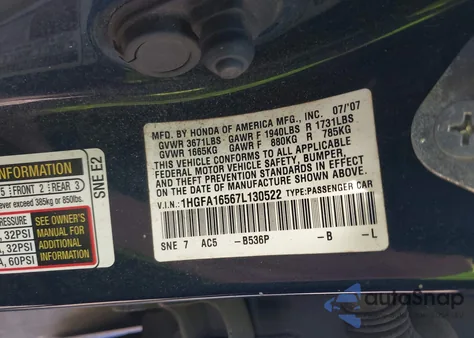 MFD. BY HONDA OF AMERICA MFG., INC. 07/'07
GVWR 3671LBS GAWR F 1940LBS R 1731LBS
GVWR 1665KG GAWR F 880KG R 785KG
THIS VEHICLE CONFORMS TO ALL APPLICABLE
FEDERAL MOTOR VEHICLE SAFETY, BUMPER,
AND THEFT PREVENTION STANDARDS IN EFFECT
ON THE DATE OF MANUFACTURE SHOWN ABOVE.
V.I.N.: 1HGFA16567L130522 TYPE:PASSENGER CAR
SNE 7 AC5 -B536P -B -L
SNE E2
5 FRONT 2 REAR 3
ever exceed 385kg or 850lbs.
, 32PSI
, 32PSI
A, 60PSI
SEE OWNER'S
MANUAL FOR
ADDITIONAL
INFORMATION
autoSnap